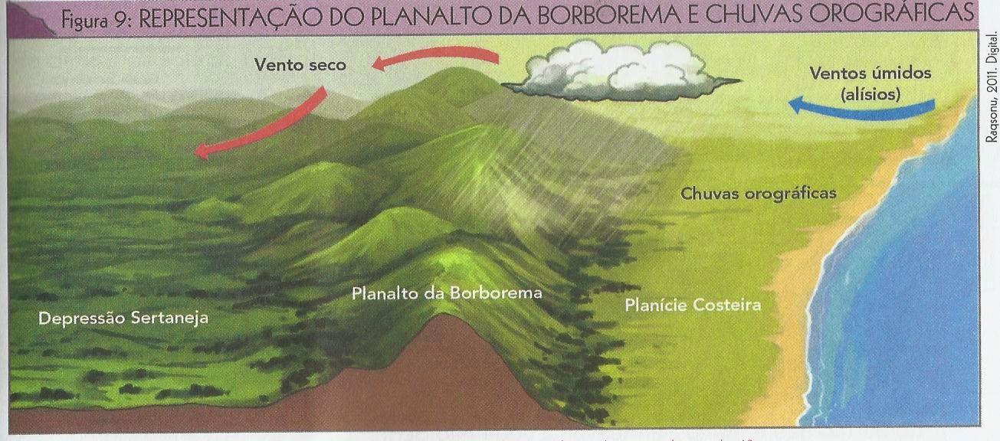 Figura 9: REPRESENTAÇÃO DO PLANALTO DA BORBOREMA E CHUVAS OROGRÁFICAS
Vento seco
Ventos úmidos
(alísios)
Chuvas orográficas
Planalto da Borborema
Planície Costeira
Depressão Sertaneja
Raqsonu, 2011. Digital.